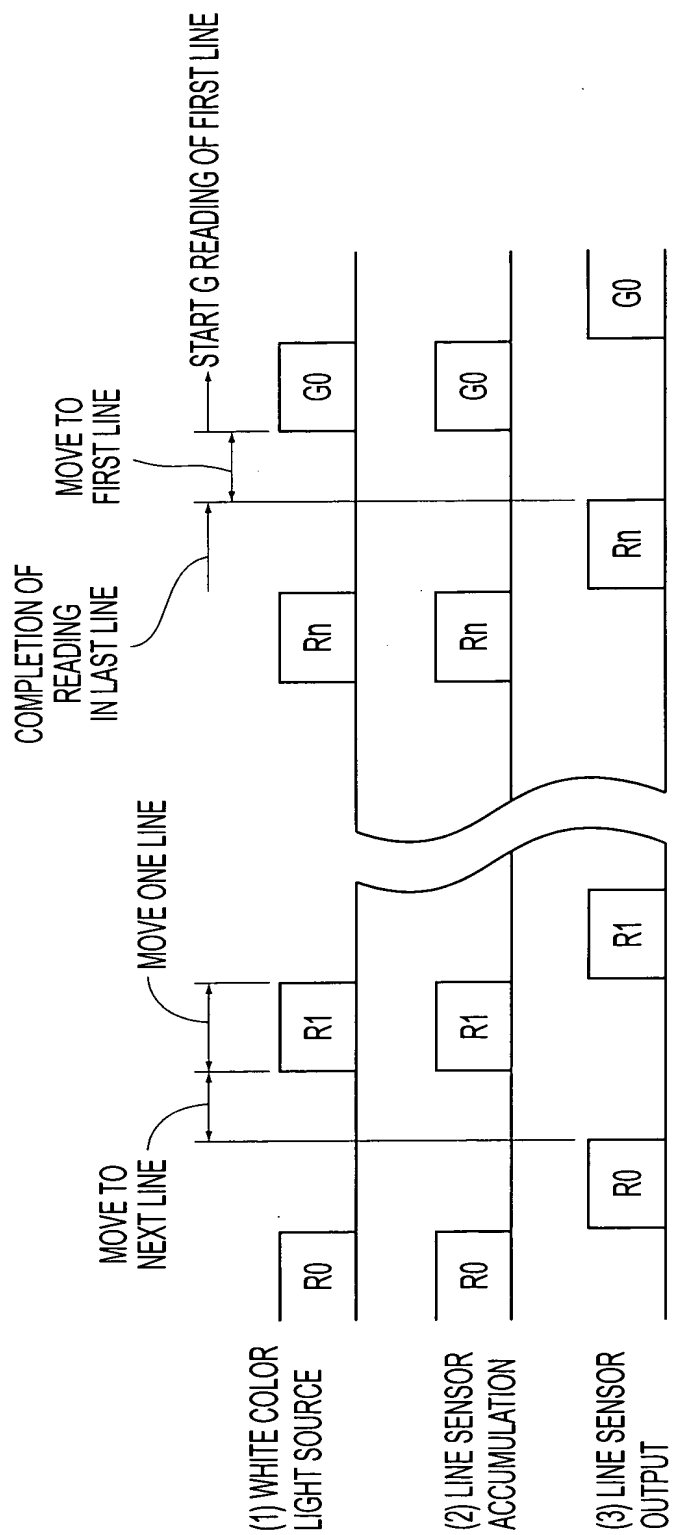 COMPLETION OF
READING
IN LAST LINE
MOVE TO
FIRST LINE
START G READING OF FIRST LINE
MOVE TO
NEXT LINE
MOVE ONE LINE
(1) WHITE COLOR
LIGHT SOURCE
R0
R1
Rn
G0
(2) LINE SENSOR
ACCUMULATION
R0
R1
Rn
G0
(3) LINE SENSOR
OUTPUT
R0
R1
Rn
G0